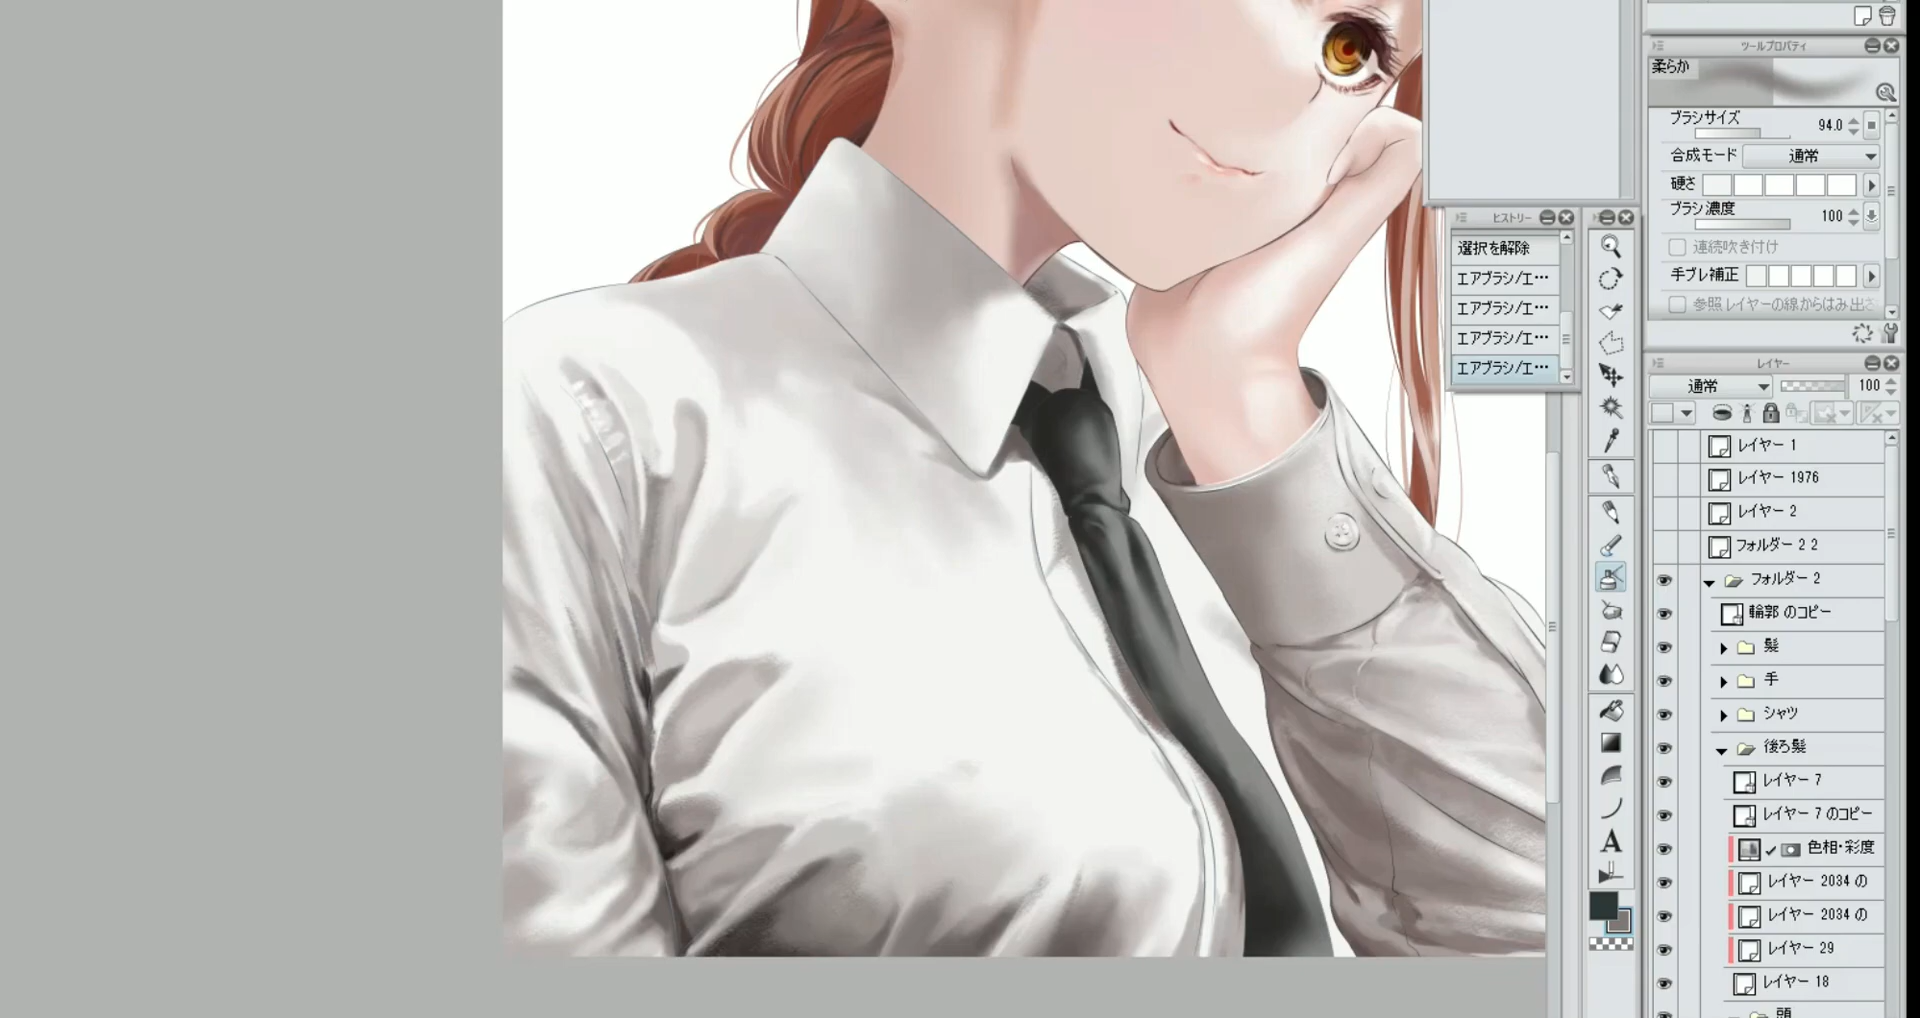 ツールプロパティ
柔らか
ブラシサイズ 94.0
合成モード 通常
硬さ
ブラシ濃度 100
連続吹き付け
手ブレ補正
参照レイヤーの線からはみ出さ
ヒストリー
選択を解除
エアブラシ/エ…
エアブラシ/エ…
エアブラシ/エ…
エアブラシ/エ…
レイヤー
通常 100
レイヤー 1
レイヤー 1976
レイヤー 2
フォルダー 2 2
フォルダー 2
輪郭 のコピー
髪
手
シャツ
後ろ髪
レイヤー 7
レイヤー 7 のコピー
色相・彩度
レイヤー 2034 の
レイヤー 2034 の
レイヤー 29
レイヤー 18
頭
A